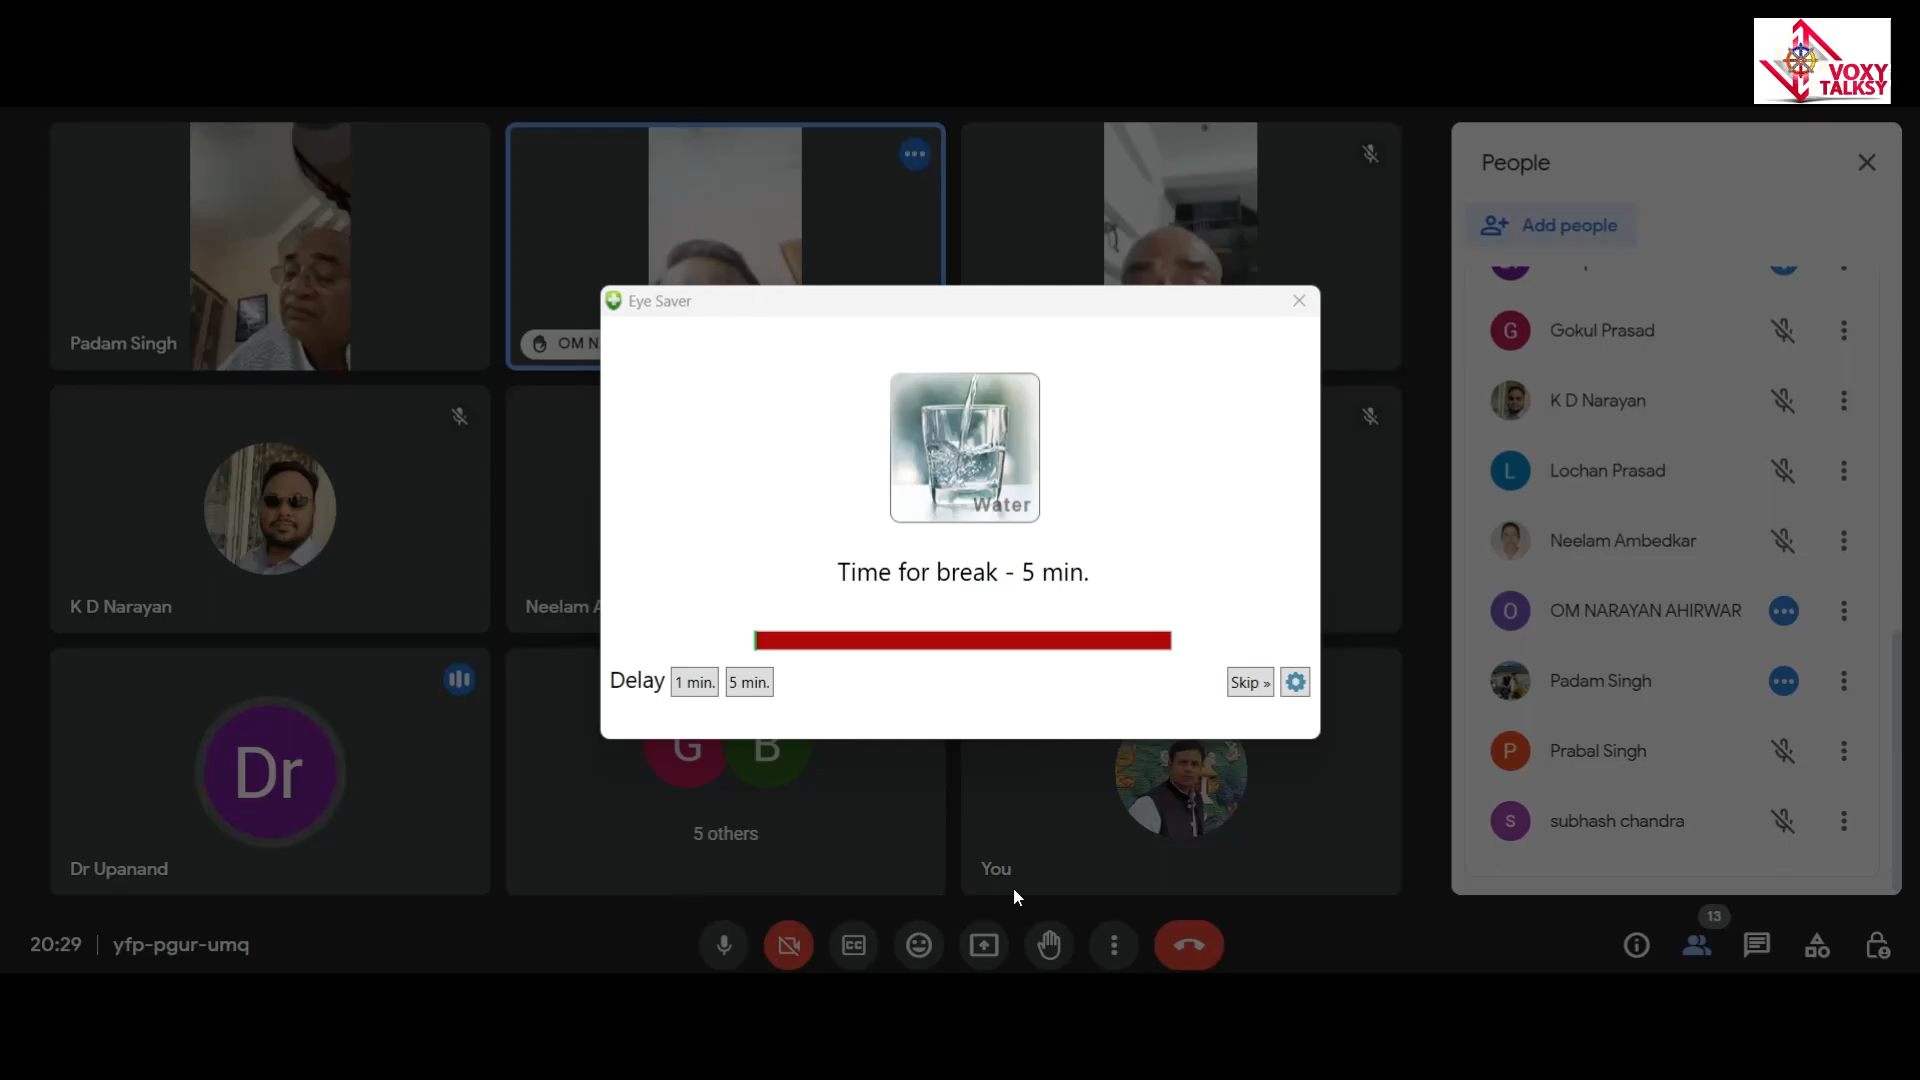 VOXY
TALKSY
People
Add people
Padam Singh
OM N
Eye Saver
Water
Time for break - 5 min.
Delay 1 min. 5 min. Skip »
K D Narayan
Neelam A
Dr
Dr Upanand
G B
5 others
You
G Gokul Prasad
K D Narayan
L Lochan Prasad
Neelam Ambedkar
O OM NARAYAN AHIRWAR
Padam Singh
P Prabal Singh
s subhash chandra
20:29 | yfp-pgur-umq
CC
13